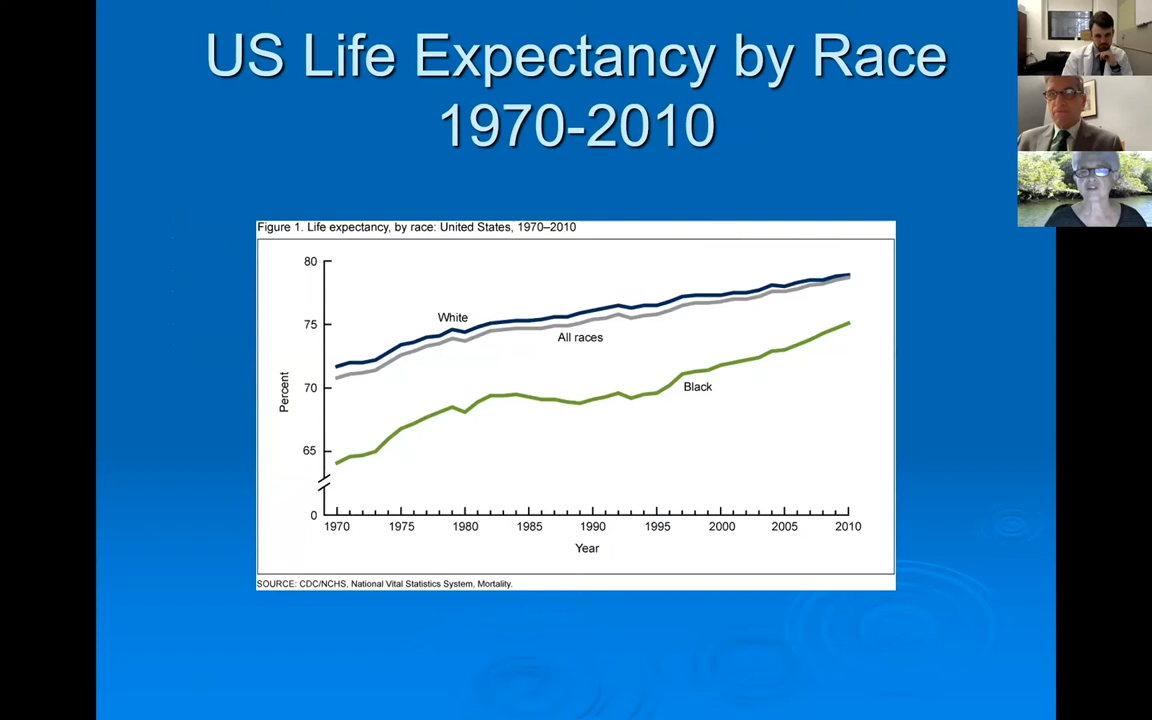 US Life Expectancy by Race
1970-2010
Figure 1. Life expectancy, by race: United States, 1970–2010
80
75
70
65
0
Percent
White
All races
Black
1970
1975
1980
1985
1990
1995
2000
2005
2010
Year
SOURCE: CDC/NCHS, National Vital Statistics System, Mortality.